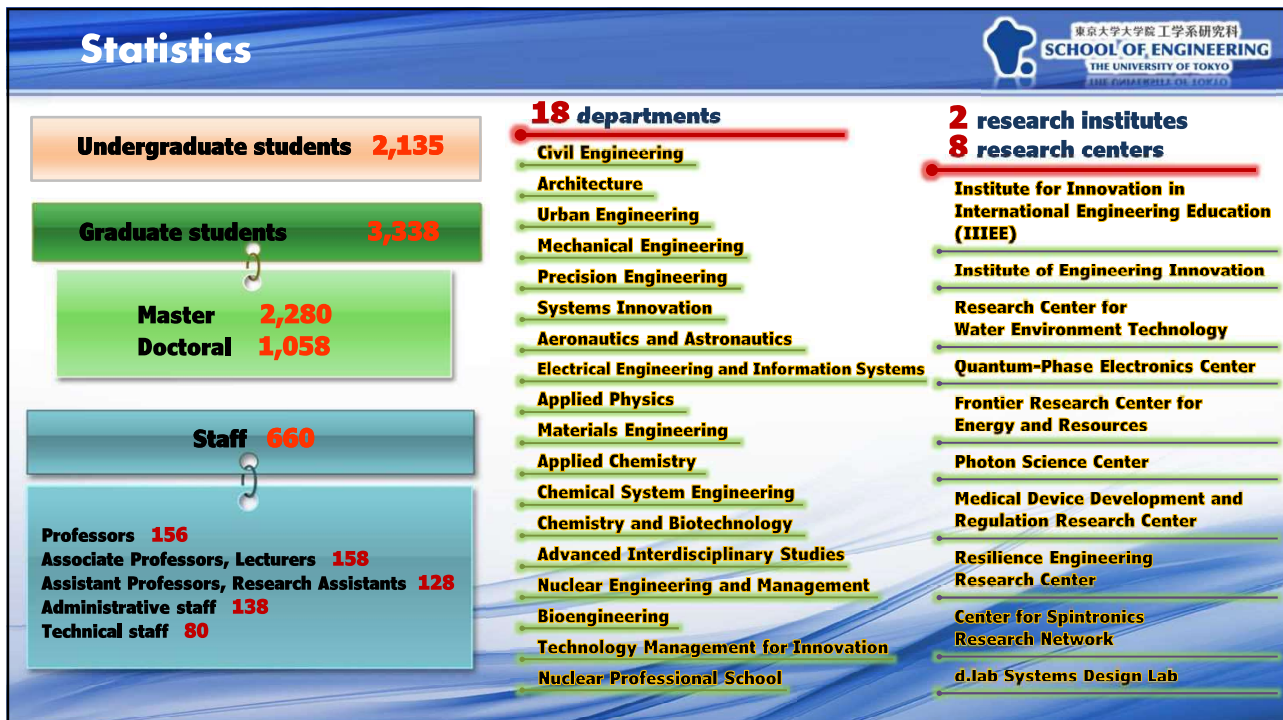 Statistics
東京大学大学院工学系研究科
SCHOOL OF ENGINEERING
THE UNIVERSITY OF TOKYO
Undergraduate students 2,135
Graduate students 3,338
Master 2,280
Doctoral 1,058
Staff 660
Professors 156
Associate Professors, Lecturers 158
Assistant Professors, Research Assistants 128
Administrative staff 138
Technical staff 80
18 departments
Civil Engineering
Architecture
Urban Engineering
Mechanical Engineering
Precision Engineering
Systems Innovation
Aeronautics and Astronautics
Electrical Engineering and Information Systems
Applied Physics
Materials Engineering
Applied Chemistry
Chemical System Engineering
Chemistry and Biotechnology
Advanced Interdisciplinary Studies
Nuclear Engineering and Management
Bioengineering
Technology Management for Innovation
Nuclear Professional School
2 research institutes
8 research centers
Institute for Innovation in
International Engineering Education
(IIIEE)
Institute of Engineering Innovation
Research Center for
Water Environment Technology
Quantum-Phase Electronics Center
Frontier Research Center for
Energy and Resources
Photon Science Center
Medical Device Development and
Regulation Research Center
Resilience Engineering
Research Center
Center for Spintronics
Research Network
d.lab Systems Design Lab